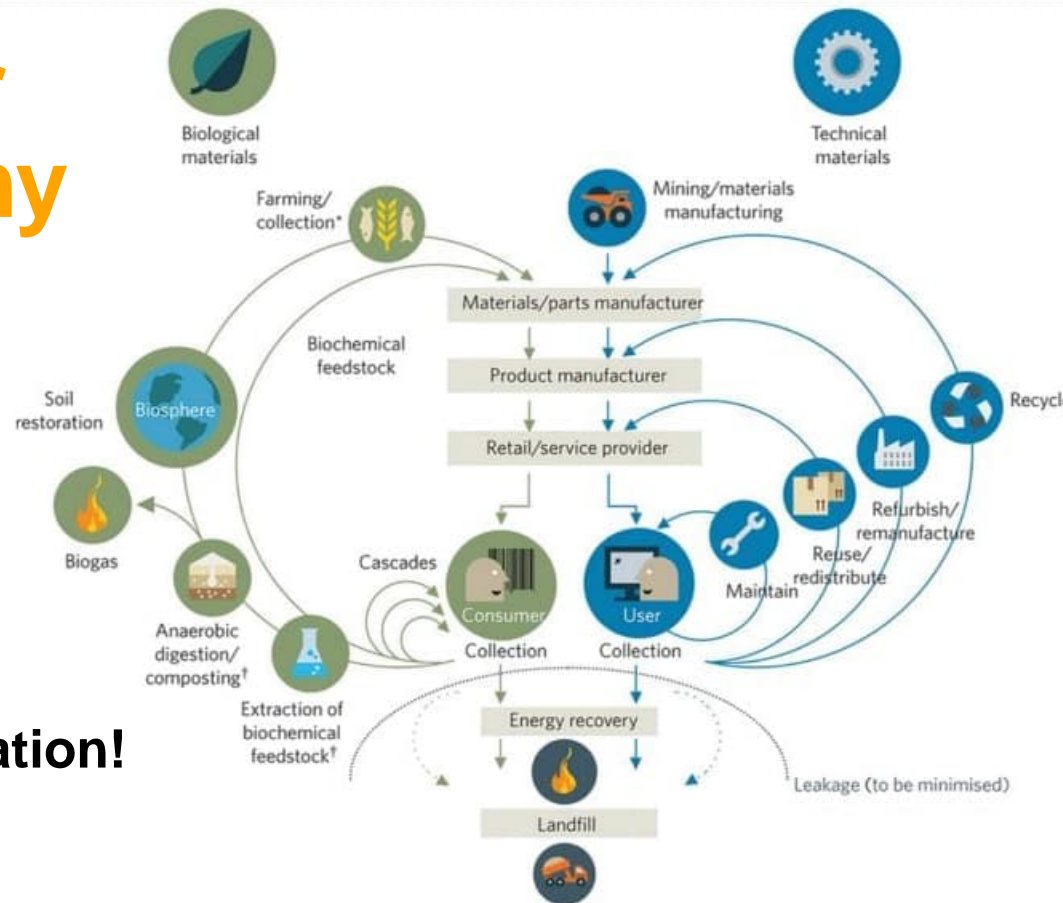 ny
Biological
materials
Technical
materials
Farming/
collection*
Mining/materials
manufacturing
Materials/parts manufacturer
Biochemical
feedstock
Product manufacturer
Soil
restoration
Biosphere
Recycl
Retail/service provider
Refurbish/
remanufacture
Biogas
Cascades
Reuse/
redistribute
Maintain
Consumer
User
Anaerobic
digestion/
composting†
Collection
Collection
Extraction of
biochemical
feedstock†
Energy recovery
ation!
Leakage (to be minimised)
Landfill